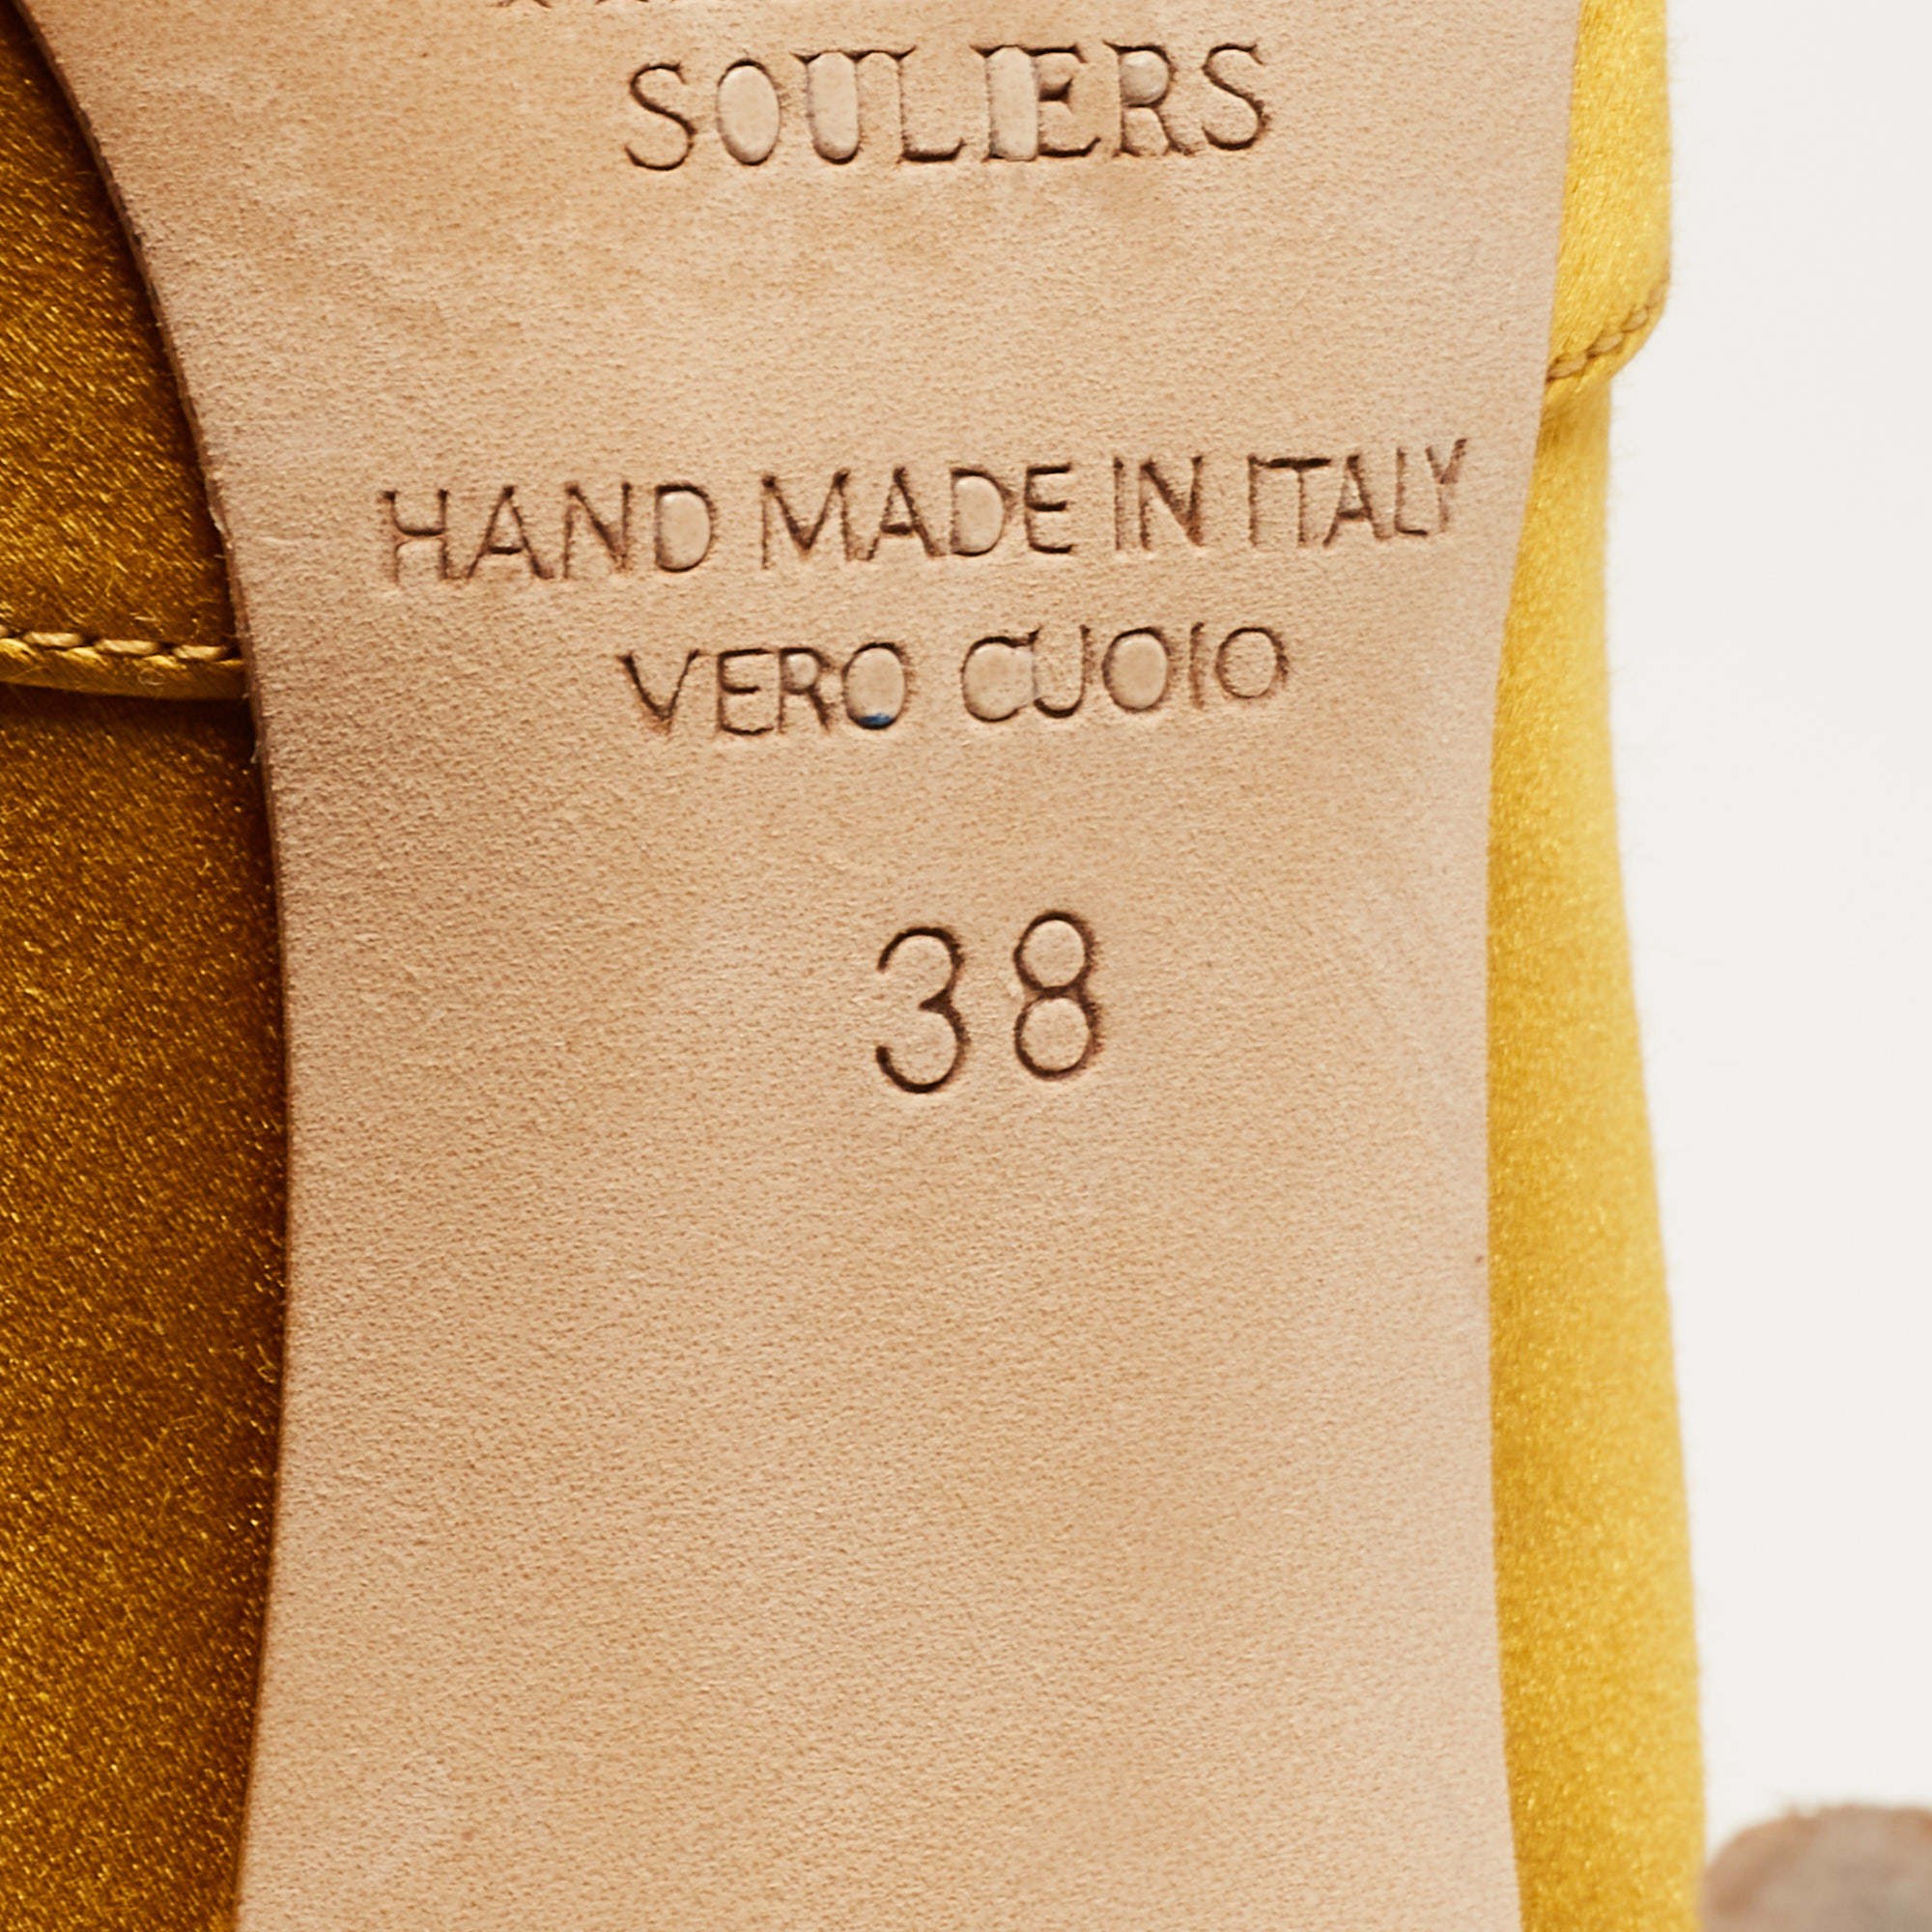 SOULIERS
HAND MADE IN ITALY
VERO CUOIO
38